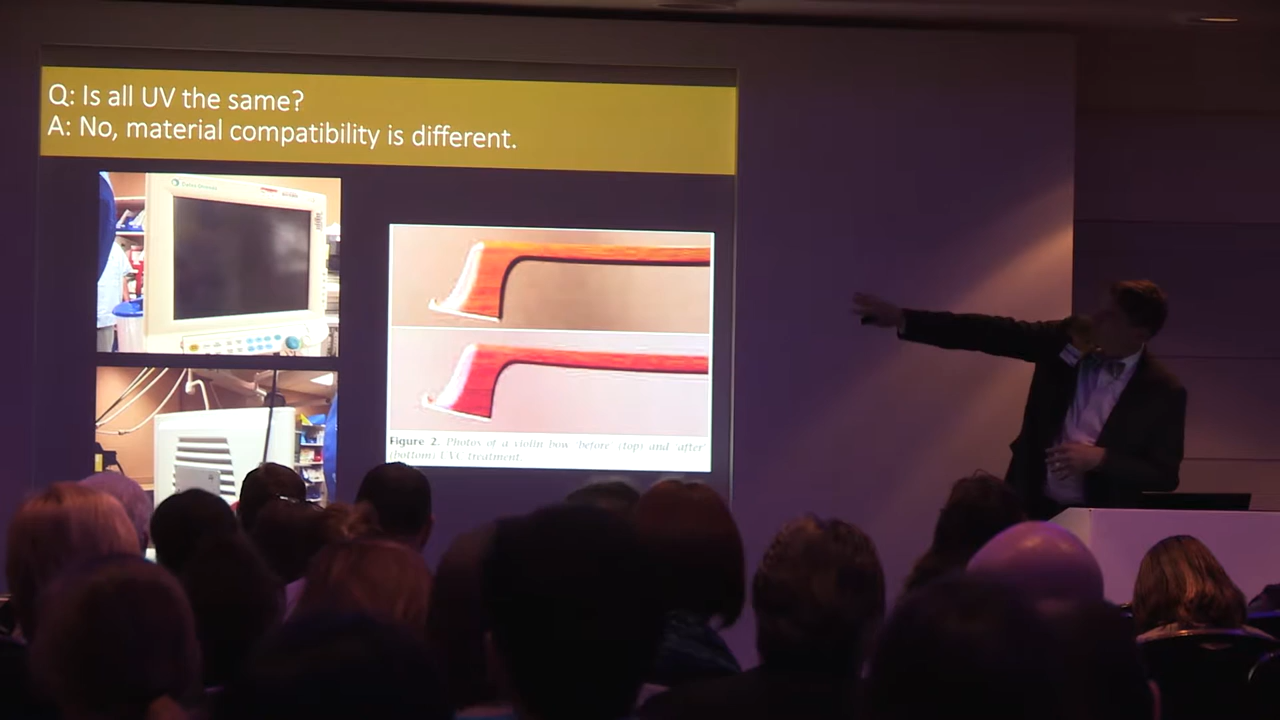 Q: Is all UV the same?
A: No, material compatibility is different.
Figure 2. Photos of a violin bow 'before' (top) and 'after'
(bottom) UVC treatment.